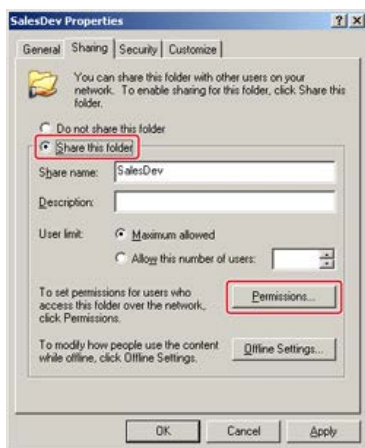 SalesDev Properties
General Sharing Security Customize
You can share this folder with other users on your
network. To enable sharing for this folder, click Share this
folder.
Do not share this folder
Share this folder
Share name: SalesDev
Description:
User limit: Maximum allowed
Allow this number of users:
To set permissions for users who
access this folder over the network,
click Permissions.
Permissions...
To modify how people use the content
while offline, click Offline Settings.
Offline Settings...
OK Cancel Apply